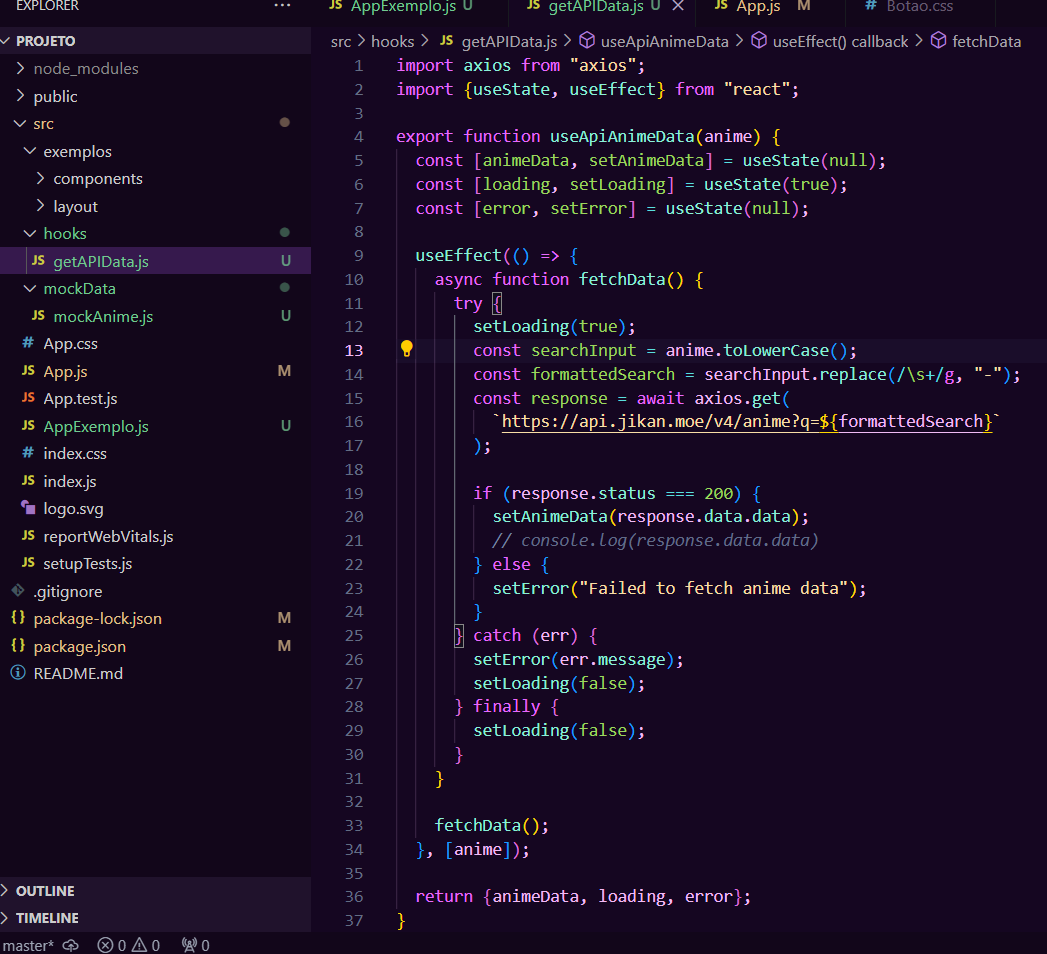 EXPLORER ...
PROJETO
node_modules
public
src
exemplos
components
layout
hooks
JS getAPIData.js U
mockData
JS mockAnime.js U
# App.css
JS App.js M
JS App.test.js
JS AppExemplo.js U
# index.css
JS index.js
logo.svg
JS reportWebVitals.js
JS setupTests.js
.gitignore
{} package-lock.json M
{} package.json M
README.md
OUTLINE
TIMELINE
master* 0 0 0
JS AppExemplo.js U JS getAPIData.js U JS App.js M # Botao.css
src > hooks > JS getAPIData.js > useApiAnimeData > useEffect() callback > fetchData
1 import axios from "axios";
2 import {useState, useEffect} from "react";
3
4 export function useApiAnimeData(anime) {
5 const [animeData, setAnimeData] = useState(null);
6 const [loading, setLoading] = useState(true);
7 const [error, setError] = useState(null);
8
9 useEffect(() => {
10 async function fetchData() {
11 try {
12 setLoading(true);
13 const searchInput = anime.toLowerCase();
14 const formattedSearch = searchInput.replace(/\s+/g, "-");
15 const response = await axios.get(
16 `https://api.jikan.moe/v4/anime?q=${formattedSearch}`
17 );
18
19 if (response.status === 200) {
20 setAnimeData(response.data.data);
21 // console.log(response.data.data)
22 } else {
23 setError("Failed to fetch anime data");
24 }
25 } catch (err) {
26 setError(err.message);
27 setLoading(false);
28 } finally {
29 setLoading(false);
30 }
31 }
32
33 fetchData();
34 }, [anime]);
35
36 return {animeData, loading, error};
37 }